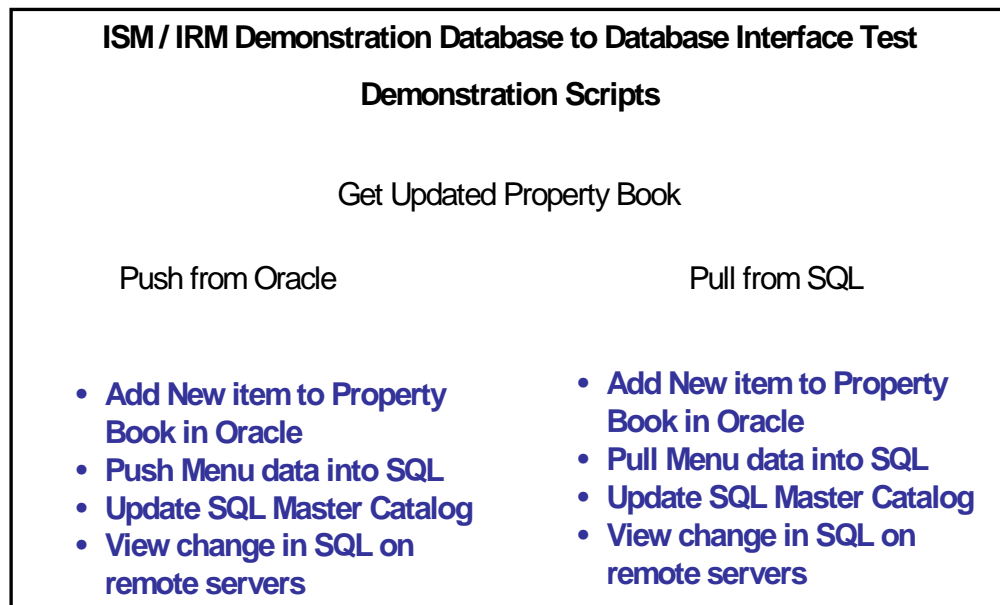 ISM / IRM Demonstration Database to Database Interface Test
Demonstration Scripts
Get Updated Property Book
Push from Oracle
• Add New item to Property
Book in Oracle
• Push Menu data into SQL
• Update SQL Master Catalog
• View change in SQL on
remote servers
Pull from SQL
• Add New item to Property
Book in Oracle
• Pull Menu data into SQL
• Update SQL Master Catalog
• View change in SQL on
remote servers